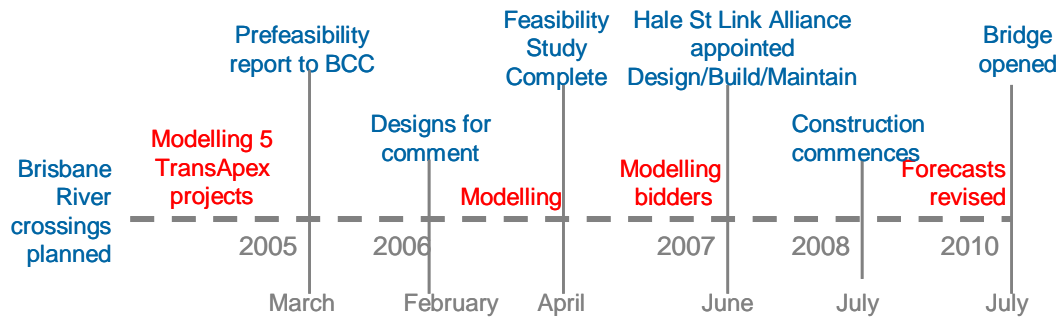 Prefeasibility
report to BCC
Feasibility
Study
Complete
Hale St Link Alliance
appointed
Design/Build/Maintain
Bridge
opened
Designs for
comment
Construction
commences
Modelling 5
TransApex
projects
Modelling
Modelling
bidders
Forecasts
revised
Brisbane
River
crossings
planned
2005
2006
2007
2008
2010
March
February
April
June
July
July